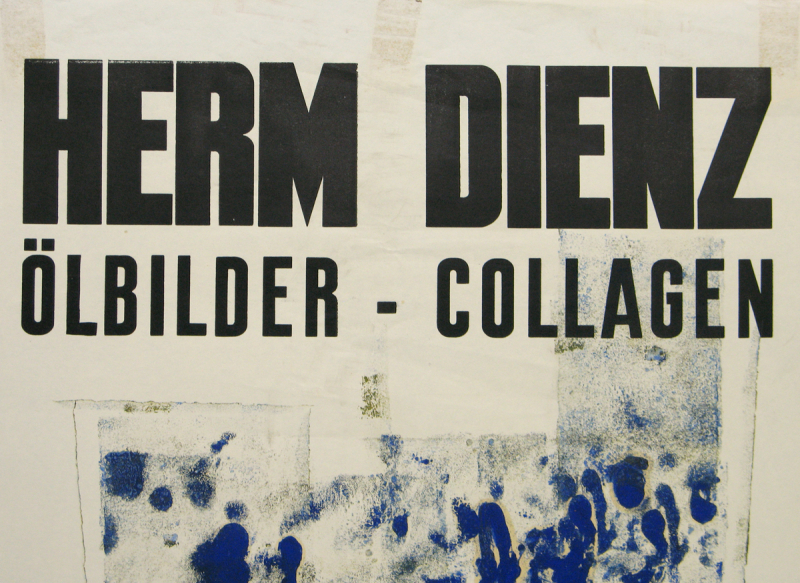 HERM DIENZ
ÖLBILDER - COLLAGEN